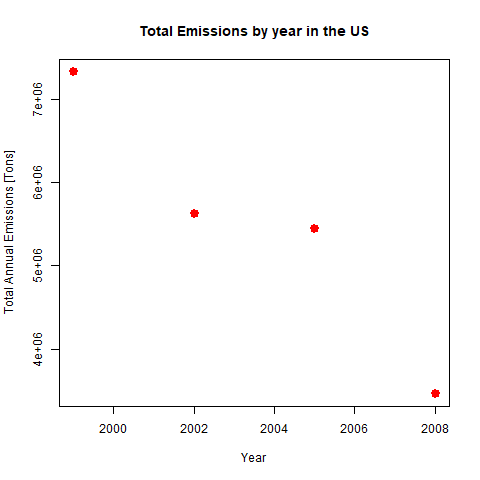 Total Emissions by year in the US
Total Annual Emissions [Tons]
7e+06
6e+06
5e+06
4e+06
2000 2002 2004 2006 2008
Year